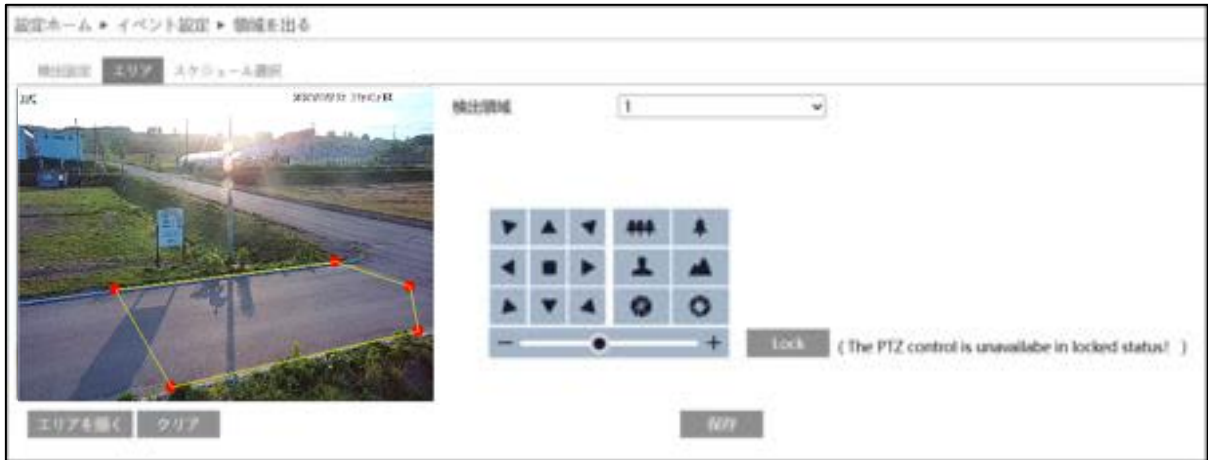 設定ホーム ▶ イベント設定 ▶ 領域を出る
検出設定 エリア スケジュール選択
検出領域 1
Lock ( The PTZ control is unavailabe in locked status! )
エリアを描く クリア 保存